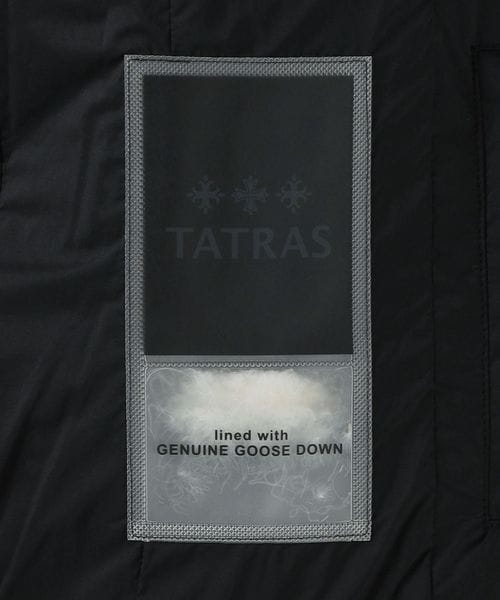 TATRAS
lined with
GENUINE GOOSE DOWN